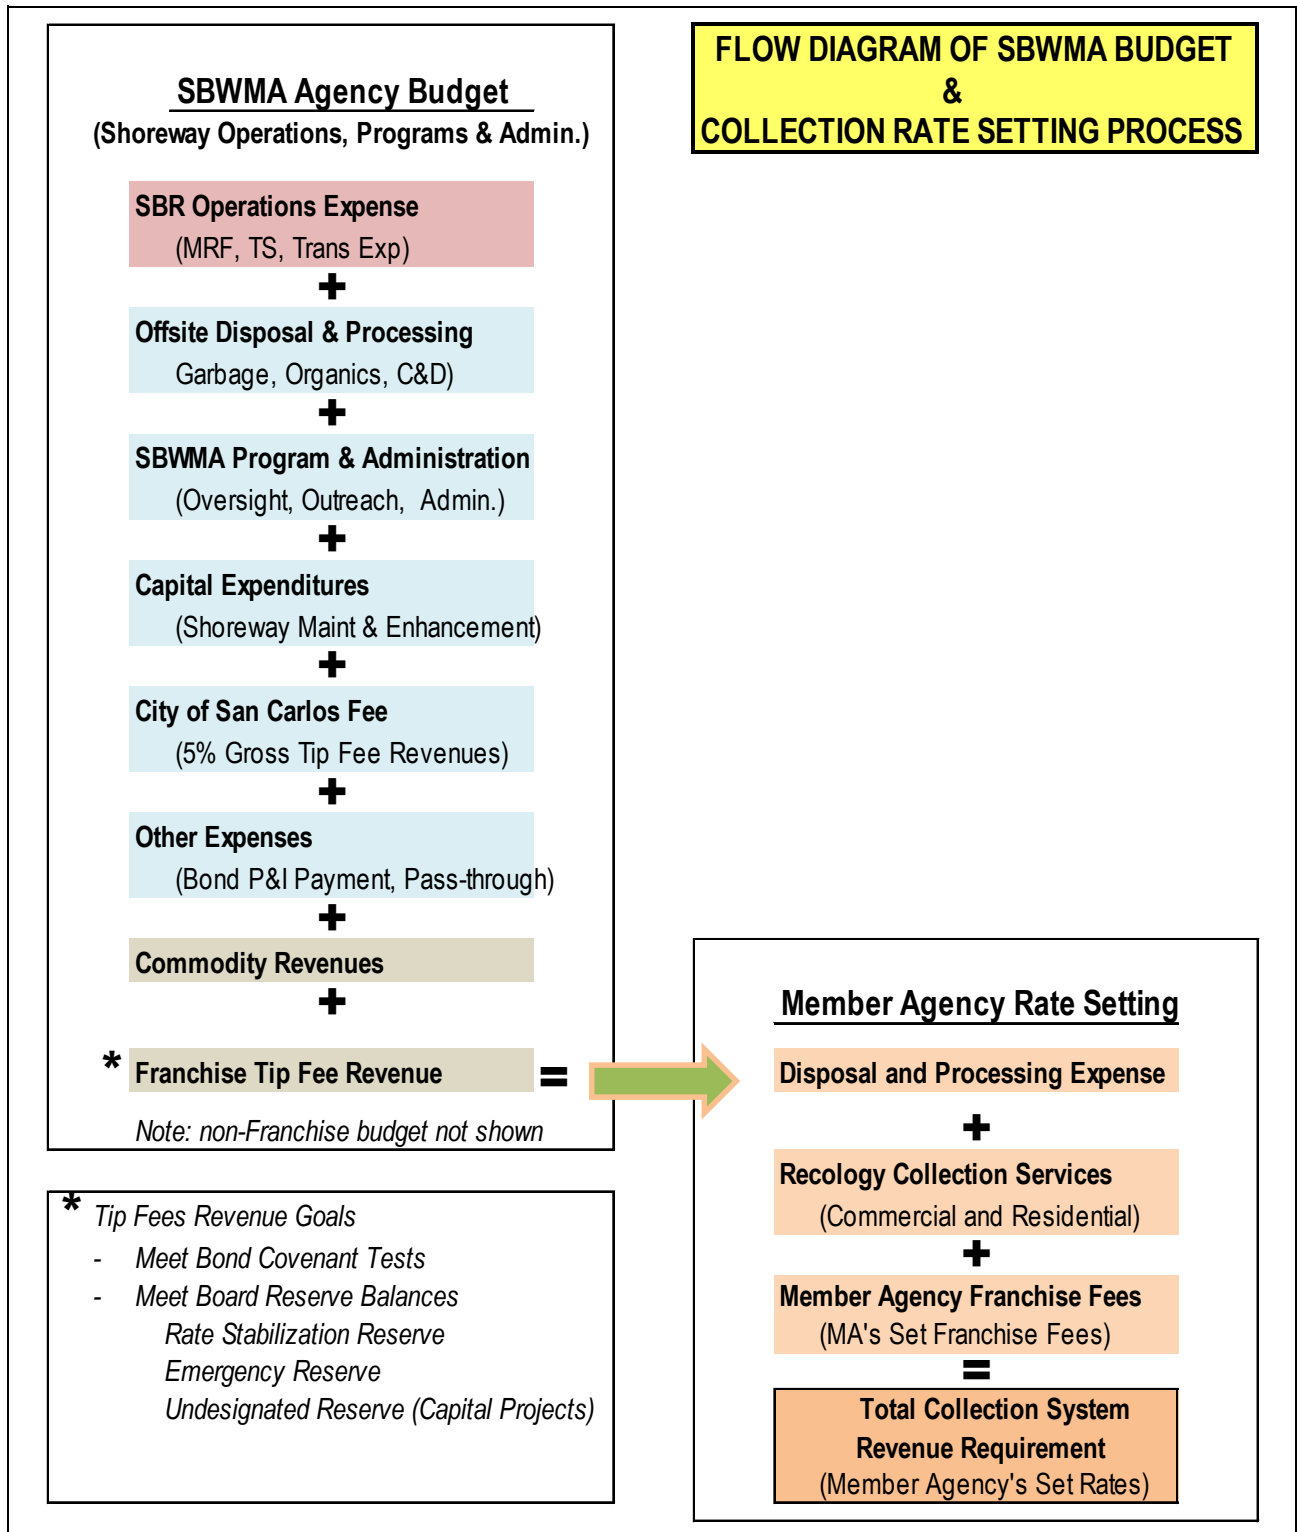 FLOW DIAGRAM OF SBWMA BUDGET
&
COLLECTION RATE SETTING PROCESS
SBWMA Agency Budget
(Shoreway Operations, Programs & Admin.)
SBR Operations Expense
(MRF, TS, Trans Exp)
+
Offsite Disposal & Processing
Garbage, Organics, C&D)
+
SBWMA Program & Administration
(Oversight, Outreach, Admin.)
+
Capital Expenditures
(Shoreway Maint & Enhancement)
+
City of San Carlos Fee
(5% Gross Tip Fee Revenues)
+
Other Expenses
(Bond P&I Payment, Pass-through)
+
Commodity Revenues
+
* Franchise Tip Fee Revenue =
Note: non-Franchise budget not shown
* Tip Fees Revenue Goals
- Meet Bond Covenant Tests
- Meet Board Reserve Balances
Rate Stabilization Reserve
Emergency Reserve
Undesignated Reserve (Capital Projects)
Member Agency Rate Setting
Disposal and Processing Expense
+
Recology Collection Services
(Commercial and Residential)
+
Member Agency Franchise Fees
(MA's Set Franchise Fees)
=
Total Collection System
Revenue Requirement
(Member Agency's Set Rates)